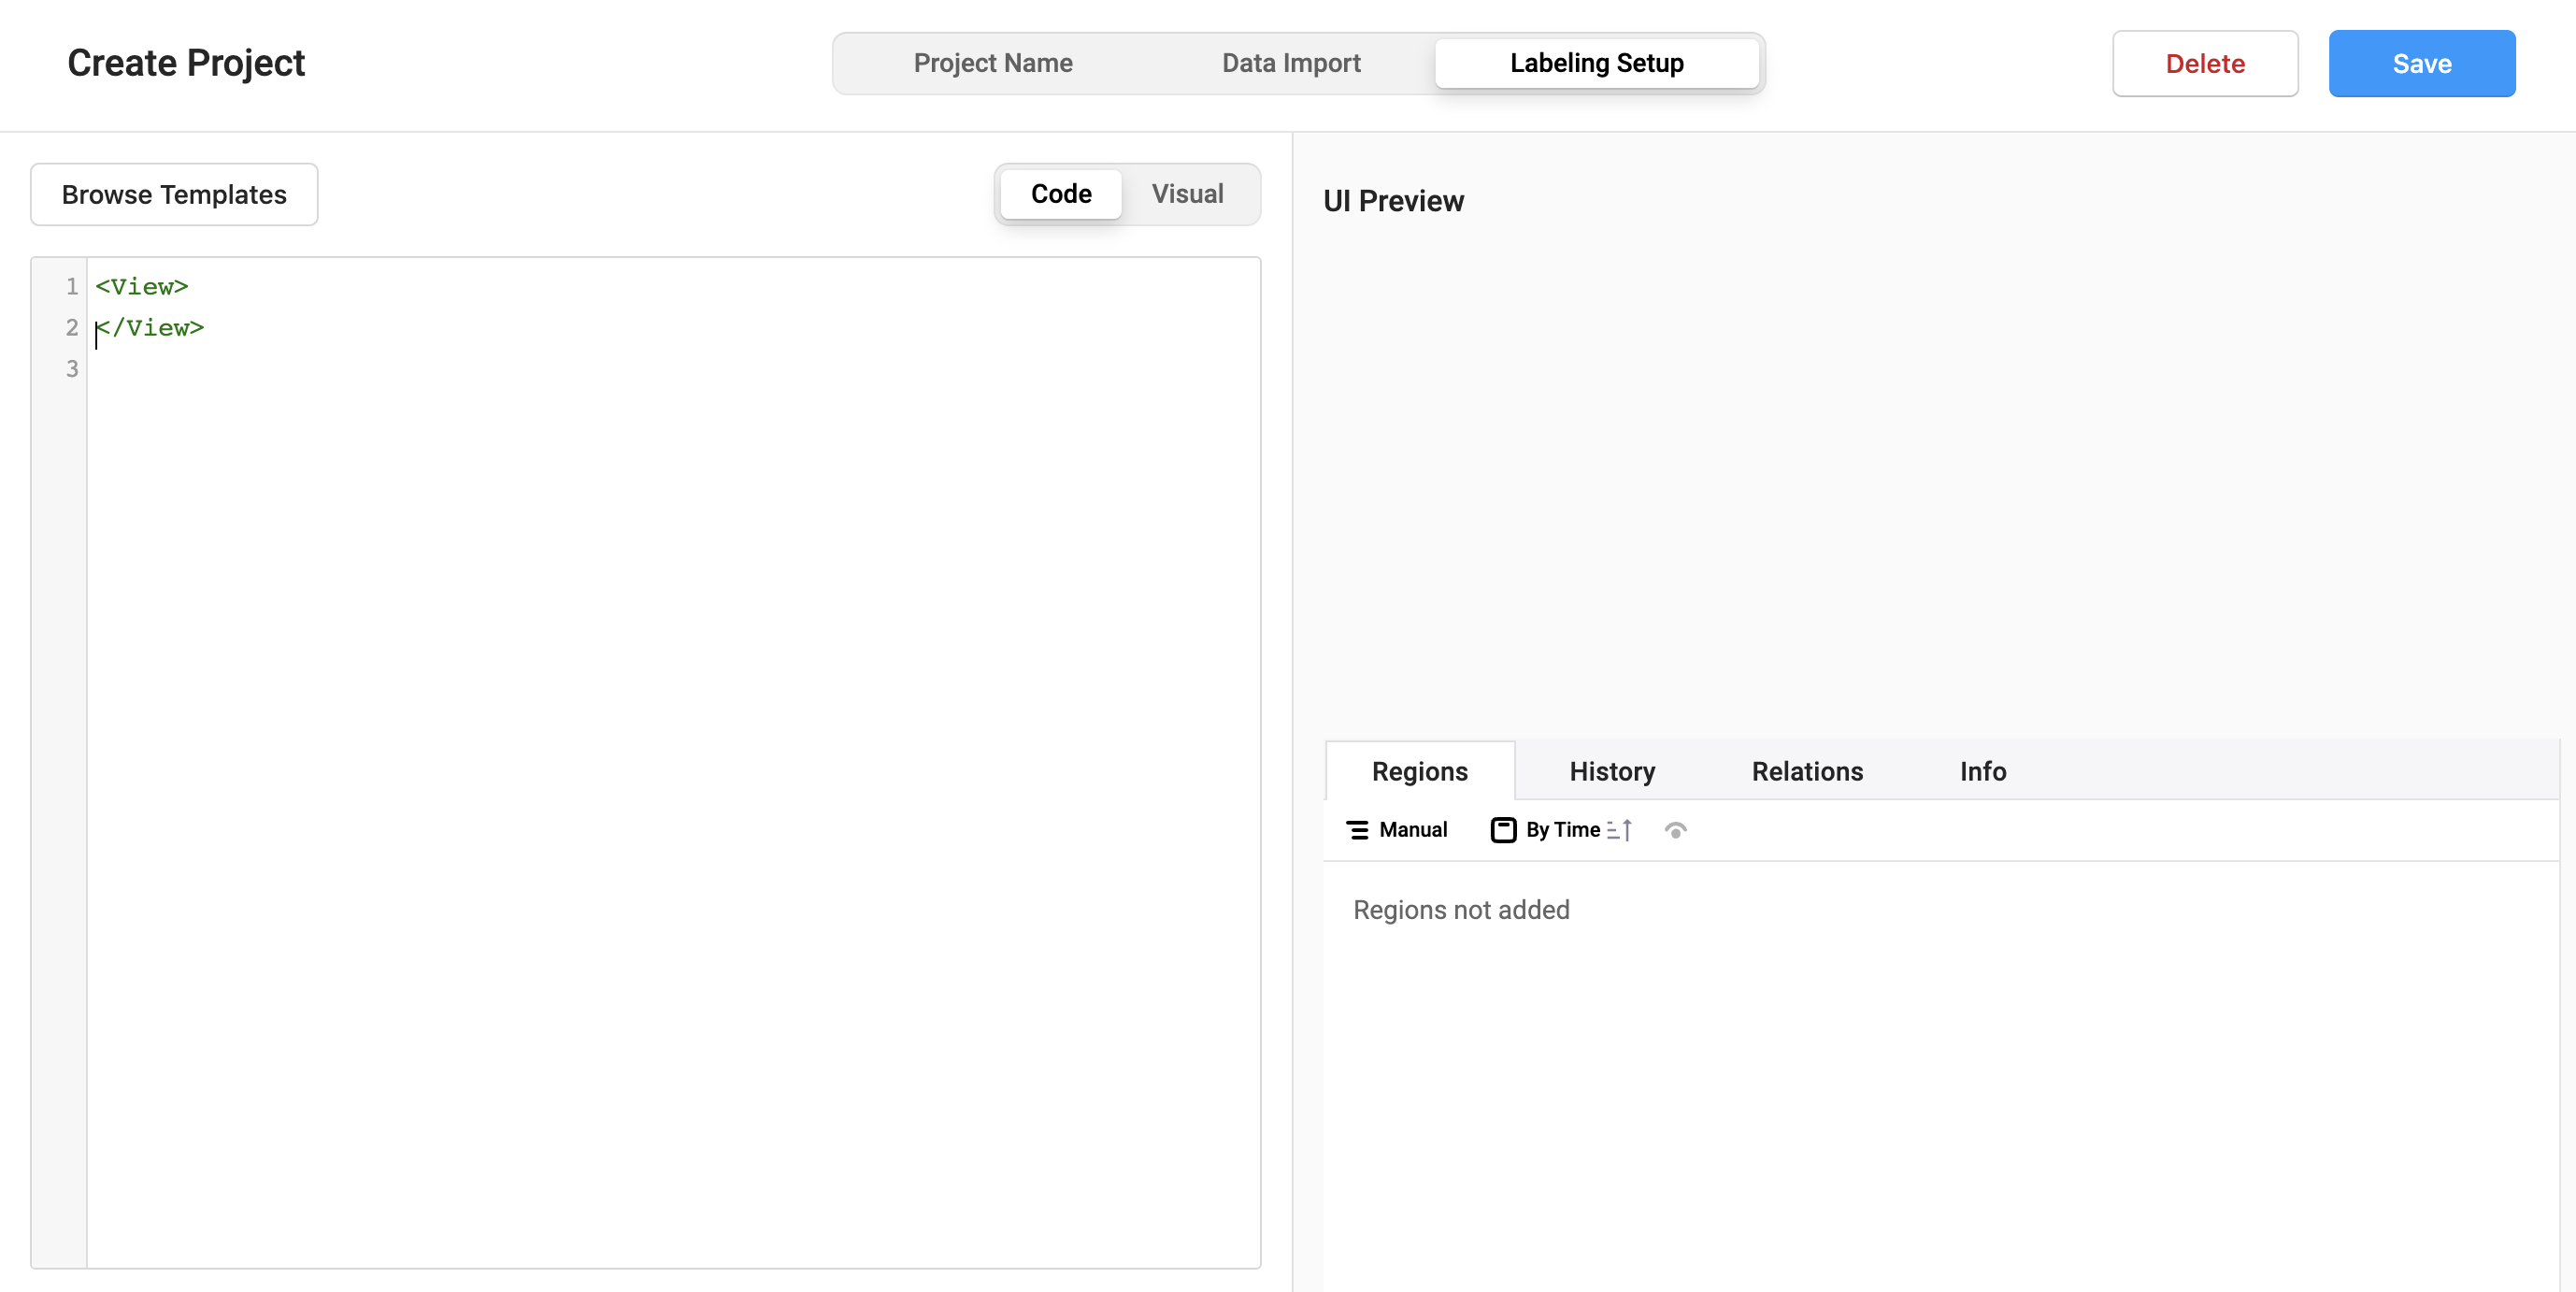 Create Project
Project Name
Data Import
Labeling Setup
Delete
Save
Browse Templates
Code
Visual
1 <View>
2 </View>
3
UI Preview
Regions
History
Relations
Info
Manual
By Time
Regions not added